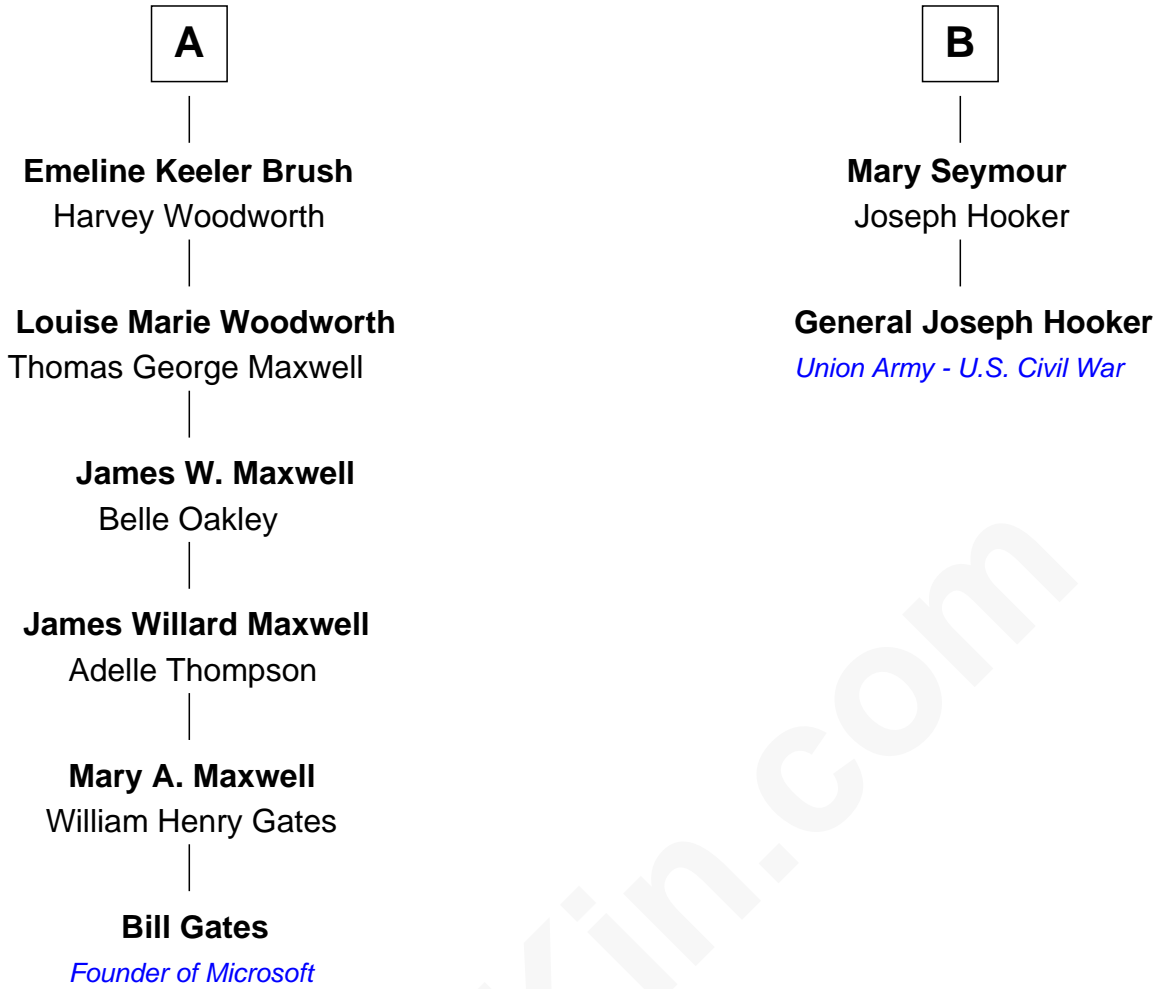 A
Emeline Keeler Brush
Harvey Woodworth
Louise Marie Woodworth
Thomas George Maxwell
James W. Maxwell
Belle Oakley
James Willard Maxwell
Adelle Thompson
Mary A. Maxwell
William Henry Gates
Bill Gates
Founder of Microsoft
B
Mary Seymour
Joseph Hooker
General Joseph Hooker
Union Army - U.S. Civil War
Kin.com